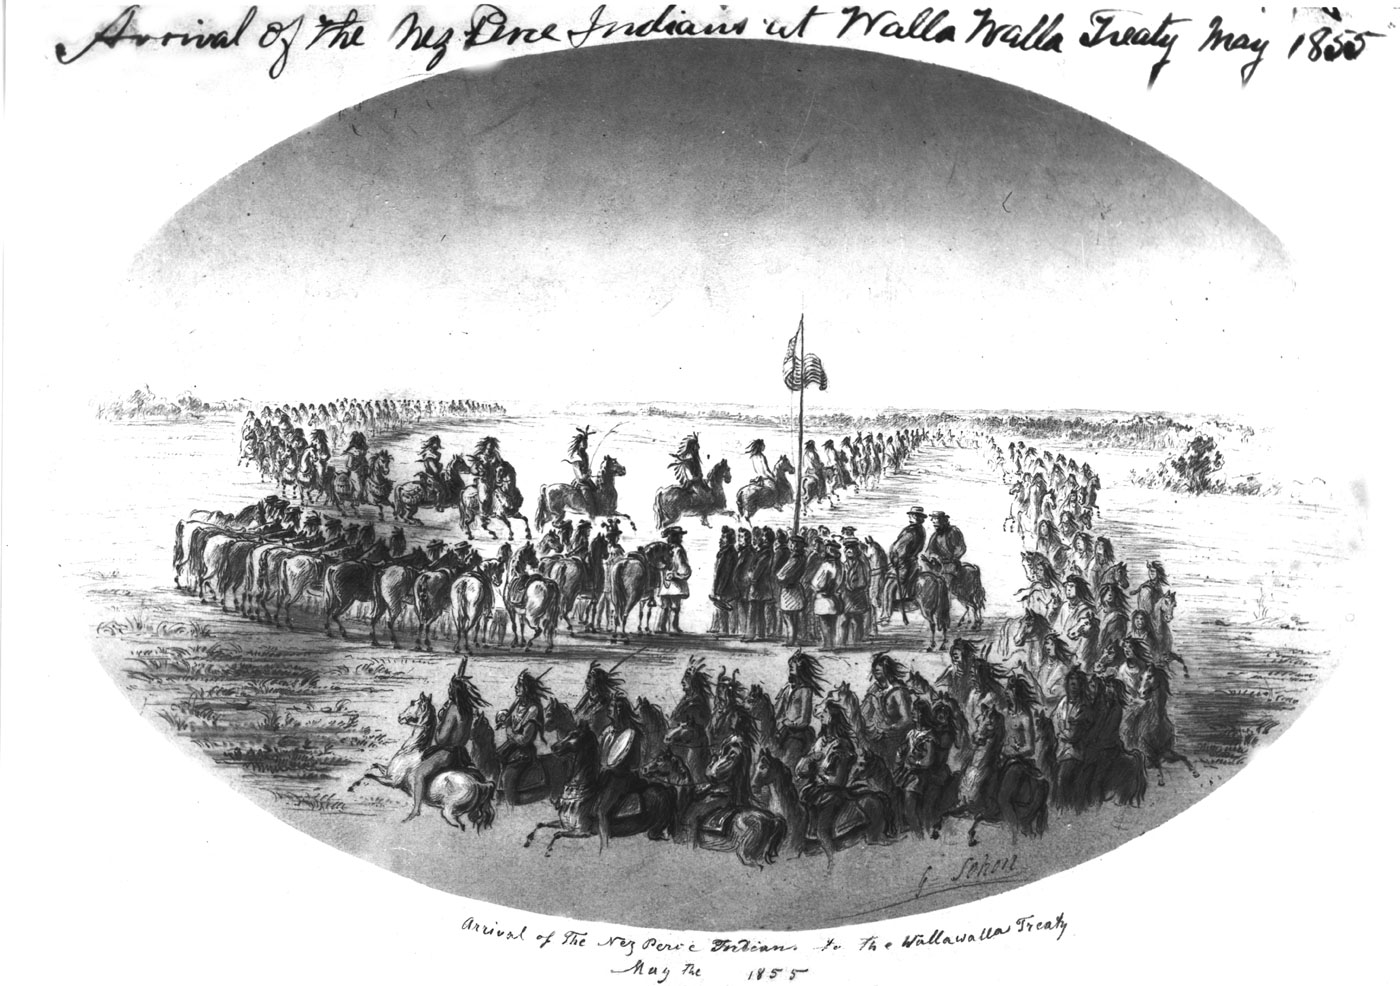 Arrival of The Nez Perce Indians at Walla Walla Treaty May 1855
G Sohon
Arrival of The Nez Perce Indians to the Wallawalla Treaty
May the 1855